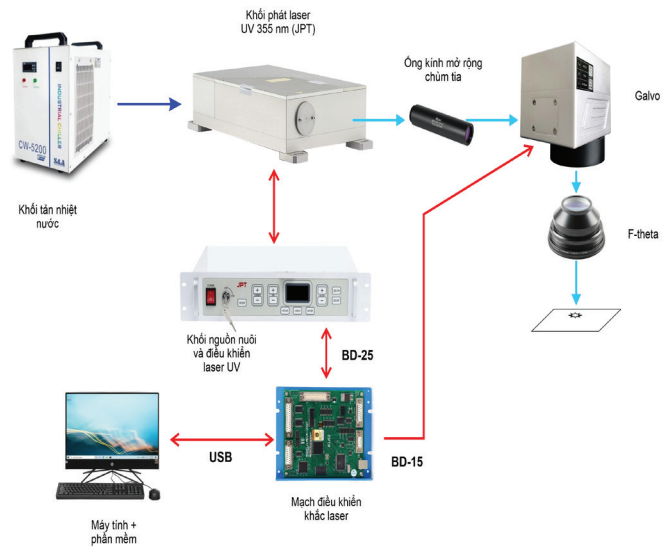 Khối phát laser
UV 355 nm (JPT)
Ống kính mở rộng
chùm tia
Galvo
INDUSTRIAL CHILLER
CW-5200
S&A
Khối tản nhiệt
nước
F-theta
JPT
Khối nguồn nuôi
và điều khiển
laser UV
BD-25
USB
BD-15
Máy tính +
phần mềm
Mạch điều khiển
khắc laser